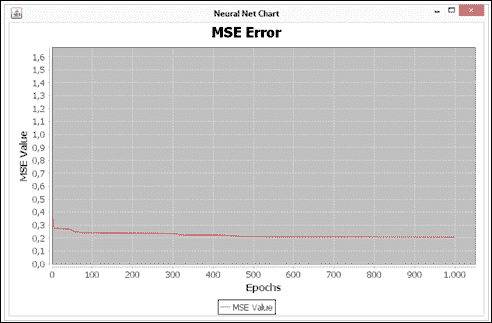 Neural Net Chart
MSE Error
MSE Value
1,6
1,5
1,4
1,3
1,2
1,1
1,0
0,9
0,8
0,7
0,6
0,5
0,4
0,3
0,2
0,1
0,0
0 100 200 300 400 500 600 700 800 900 1.000
Epochs
MSE Value